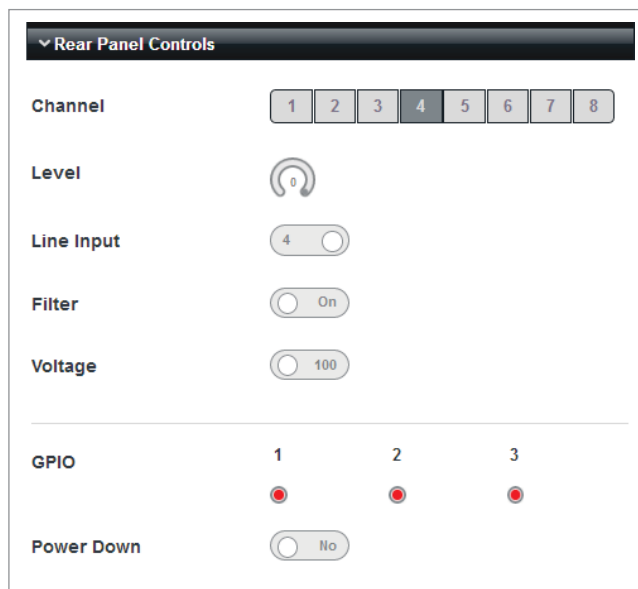 Rear Panel Controls
Channel 1 2 3 4 5 6 7 8
Level 0
Line Input 4
Filter On
Voltage 100
GPIO 1 2 3
Power Down No